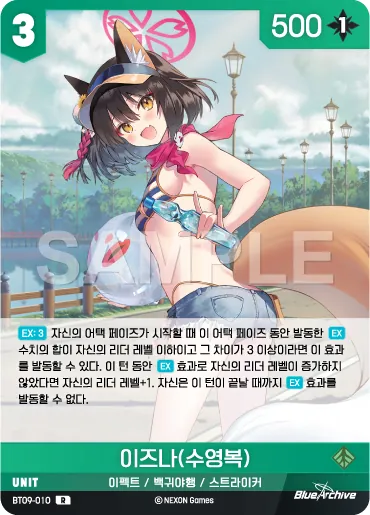 3
500
1
SAMPLE
EX: 3 자신의 어택 페이즈가 시작할 때 이 어택 페이즈 동안 발동한 EX
수치의 합이 자신의 리더 레벨 이하이고 그 차이가 3 이상이라면 이 효과
를 발동할 수 있다. 이 턴 동안 EX 효과로 자신의 리더 레벨이 증가하지
않았다면 자신의 리더 레벨+1. 자신은 이 턴이 끝날 때까지 EX 효과를
발동할 수 없다.
이즈나(수영복)
UNIT
이펙트 / 백귀야행 / 스트라이커
BT09-010 R
© NEXON Games
BlueArchive